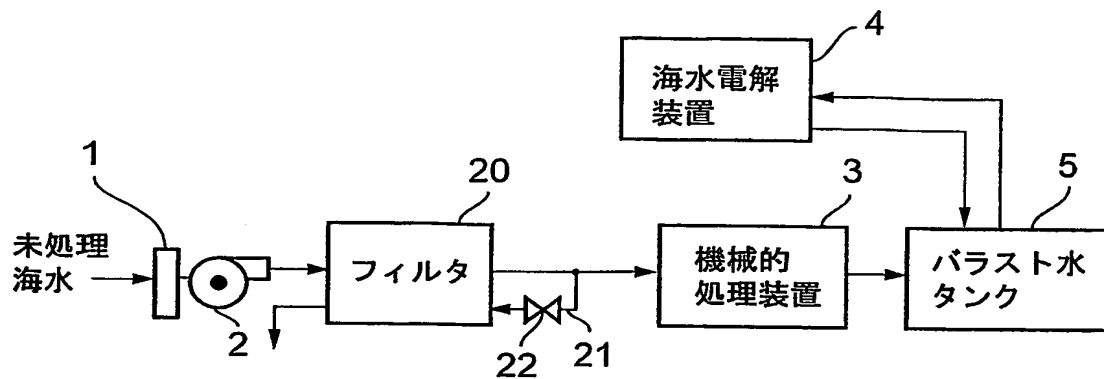 4
海水電解
装置
1
20
3
5
未処理
海水
フィルタ
機械的
処理装置
バラスト水
タンク
2
22
21